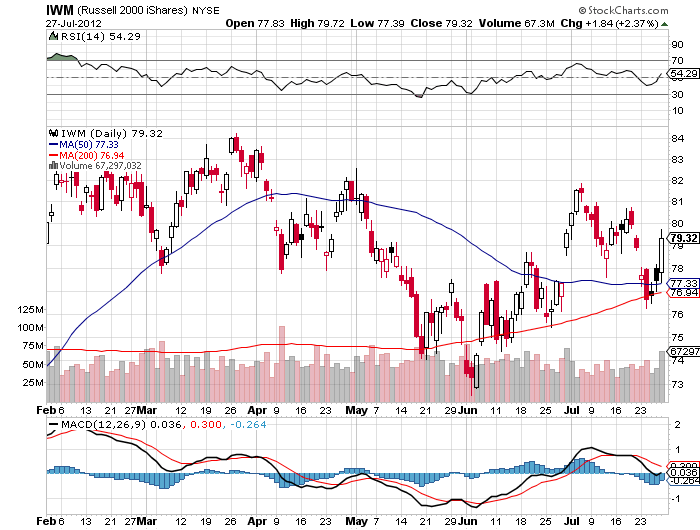 IWM (Russell 2000 iShares) NYSE © StockCharts.com
27-Jul-2012 Open 77.83 High 79.72 Low 77.39 Close 79.32 Volume 67.3M Chg +1.84 (+2.37%)
RSI(14) 54.29
90
70
54.29
50
30
10
IWM (Daily) 79.32
MA(50) 77.33
MA(200) 76.94
Volume 67,297,032
84
83
82
81
80
79.32
79
78
77.33
76.94
76
75
74
73
67297
125M
100M
75M
50M
25M
Feb 6 13 21 27 Mar 12 19 26 Apr 9 16 23 May 7 14 21 29 Jun 11 18 25 Jul 9 16 23
MACD(12,26,9) 0.036, 0.300, -0.264
2
1
0.300
0.036
-0.264
-1
Feb 6 13 21 27 Mar 12 19 26 Apr 9 16 23 May 7 14 21 29 Jun 11 18 25 Jul 9 16 23